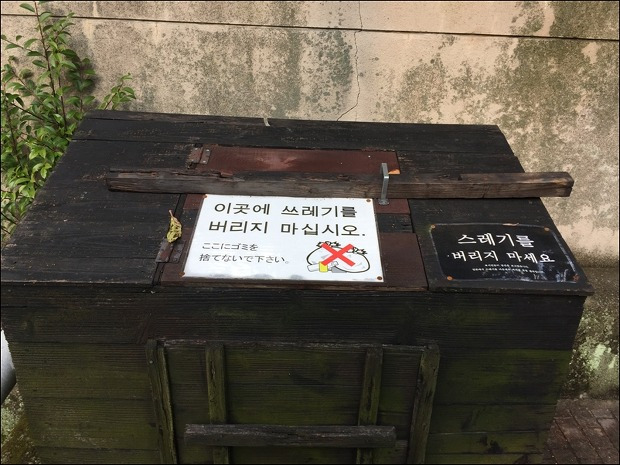 이곳에 쓰레기를
버리지 마십시오.
ここにゴミを
捨てないで下さい。
스레기를
버리지 마세요